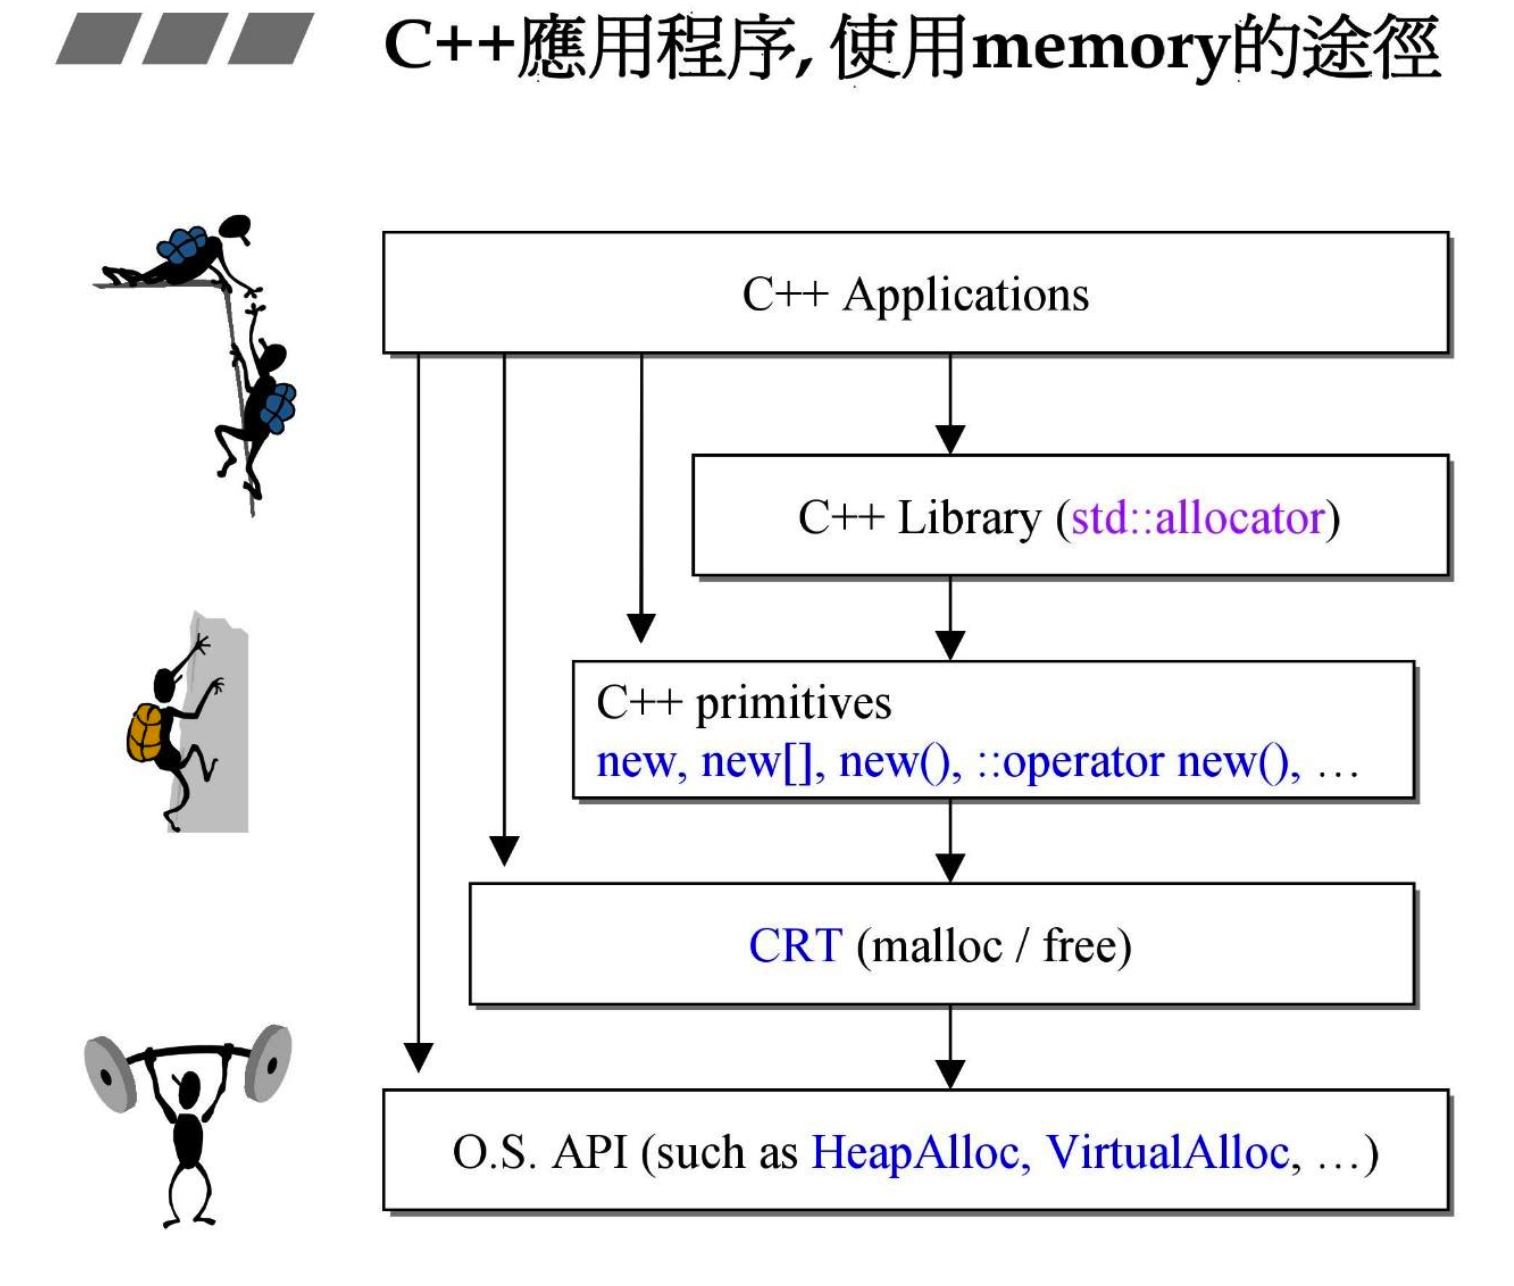 C++應用程序, 使用memory的途徑
C++ Applications
C++ Library (std::allocator)
C++ primitives
new, new[], new(), ::operator new(), …
CRT (malloc / free)
O.S. API (such as HeapAlloc, VirtualAlloc, …)